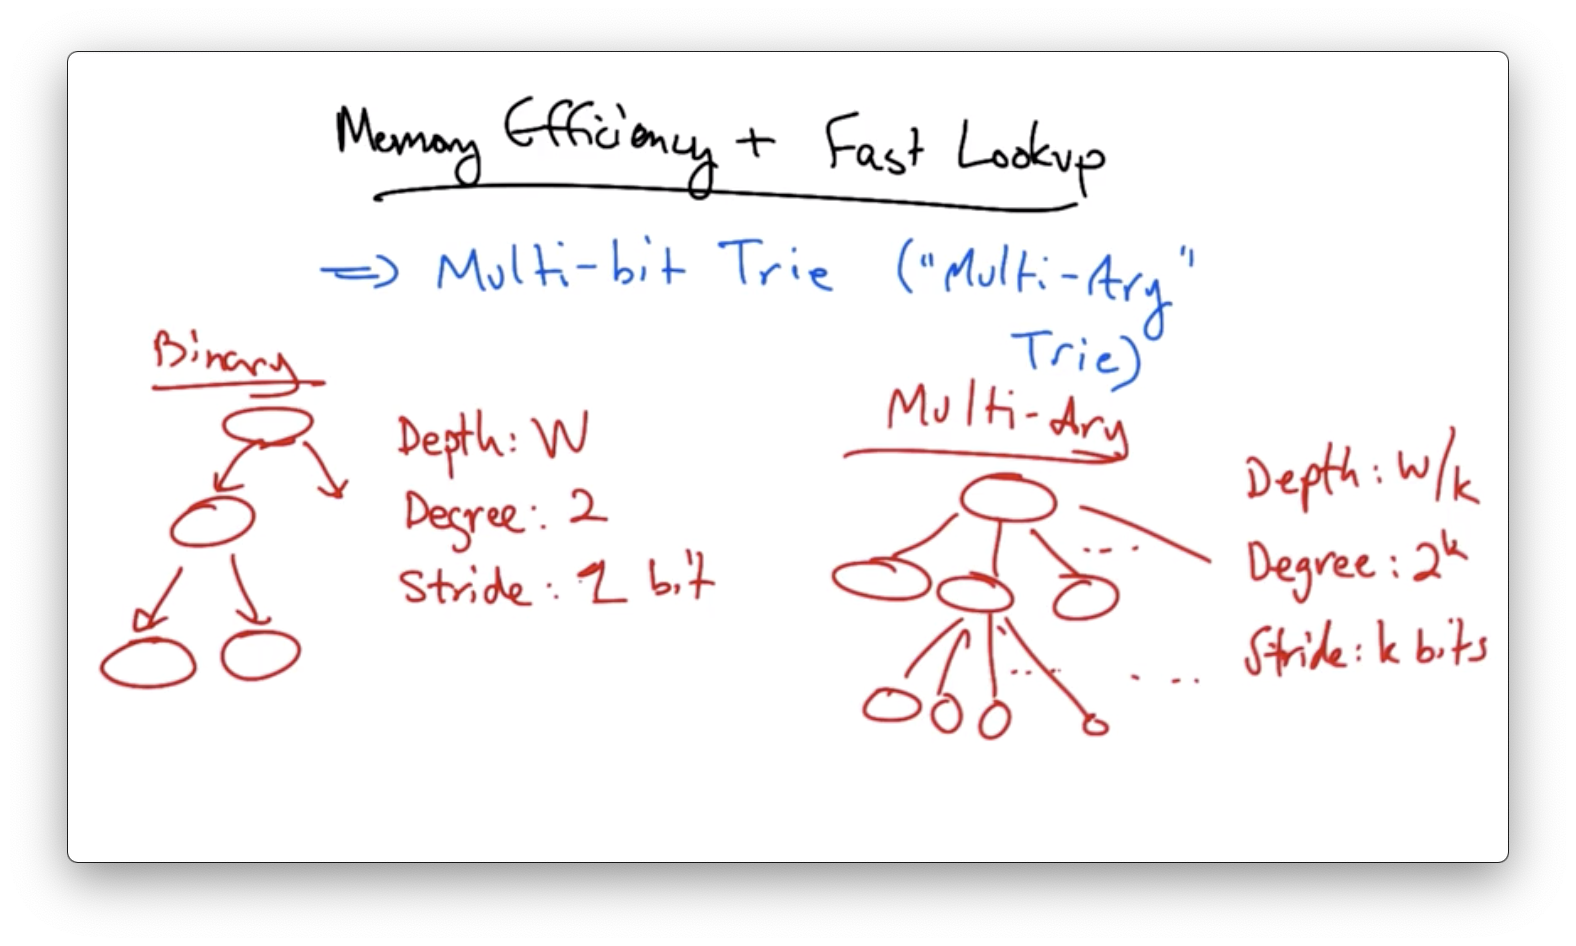 Memory Efficiency + Fast Lookup
⇒ Multi-bit Trie ("Multi-Ary"
Trie)
Binary
Depth: W
Degree: 2
Stride: 1 bit
Multi-Ary
Depth: W/k
Degree: 2^k
Stride: k bits